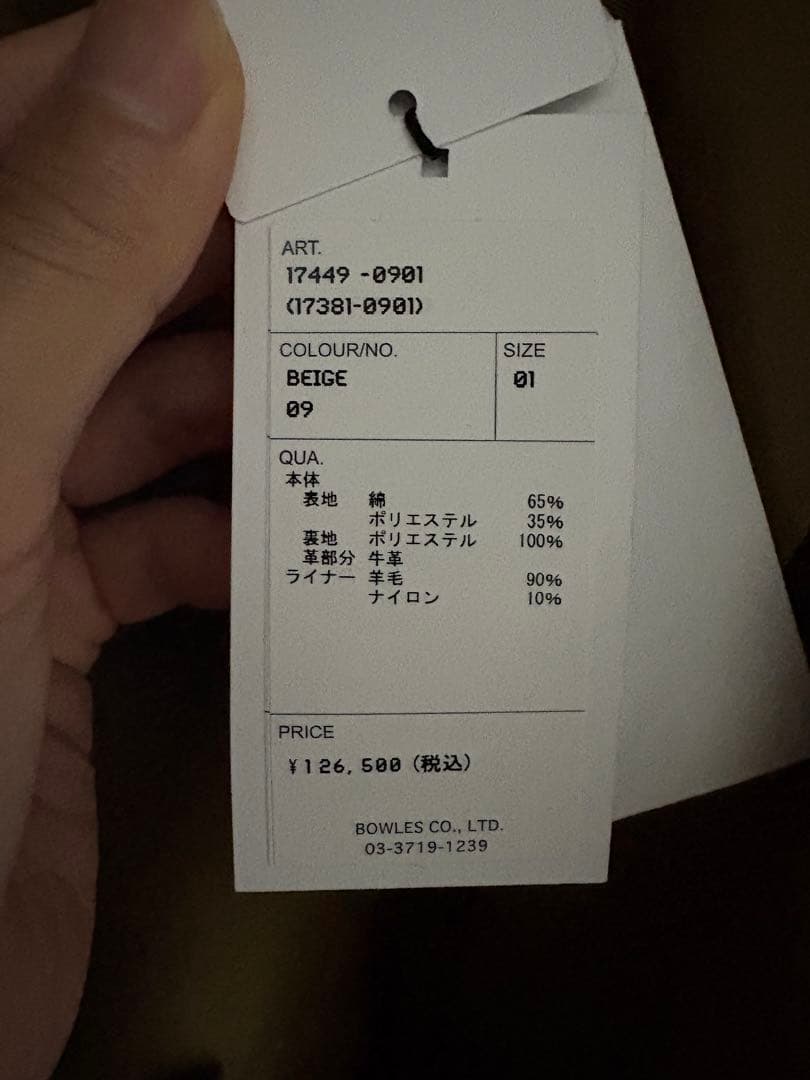 ART.
17449 -0901
(17381-0901)
COLOUR/NO.
BEIGE
09
SIZE
01
QUA.
本体
表地 綿 65%
ポリエステル 35%
裏地 ポリエステル 100%
革部分 牛革
ライナー 羊毛 90%
ナイロン 10%
PRICE
¥126,500 (税込)
BOWLES CO., LTD.
03-3719-1239